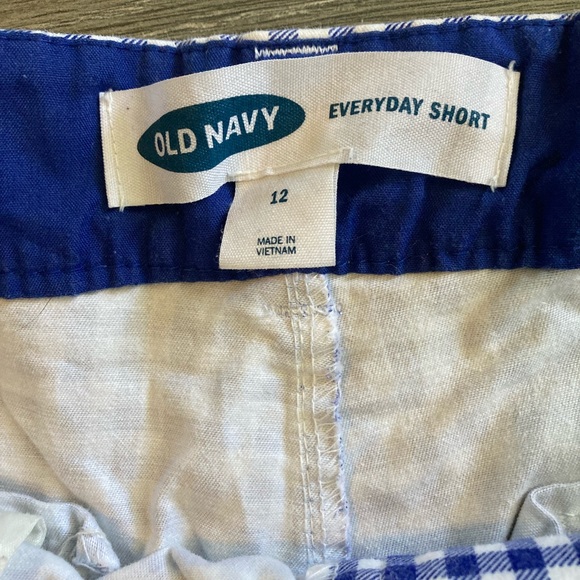 OLD NAVY
EVERYDAY SHORT
12
MADE IN
VIETNAM